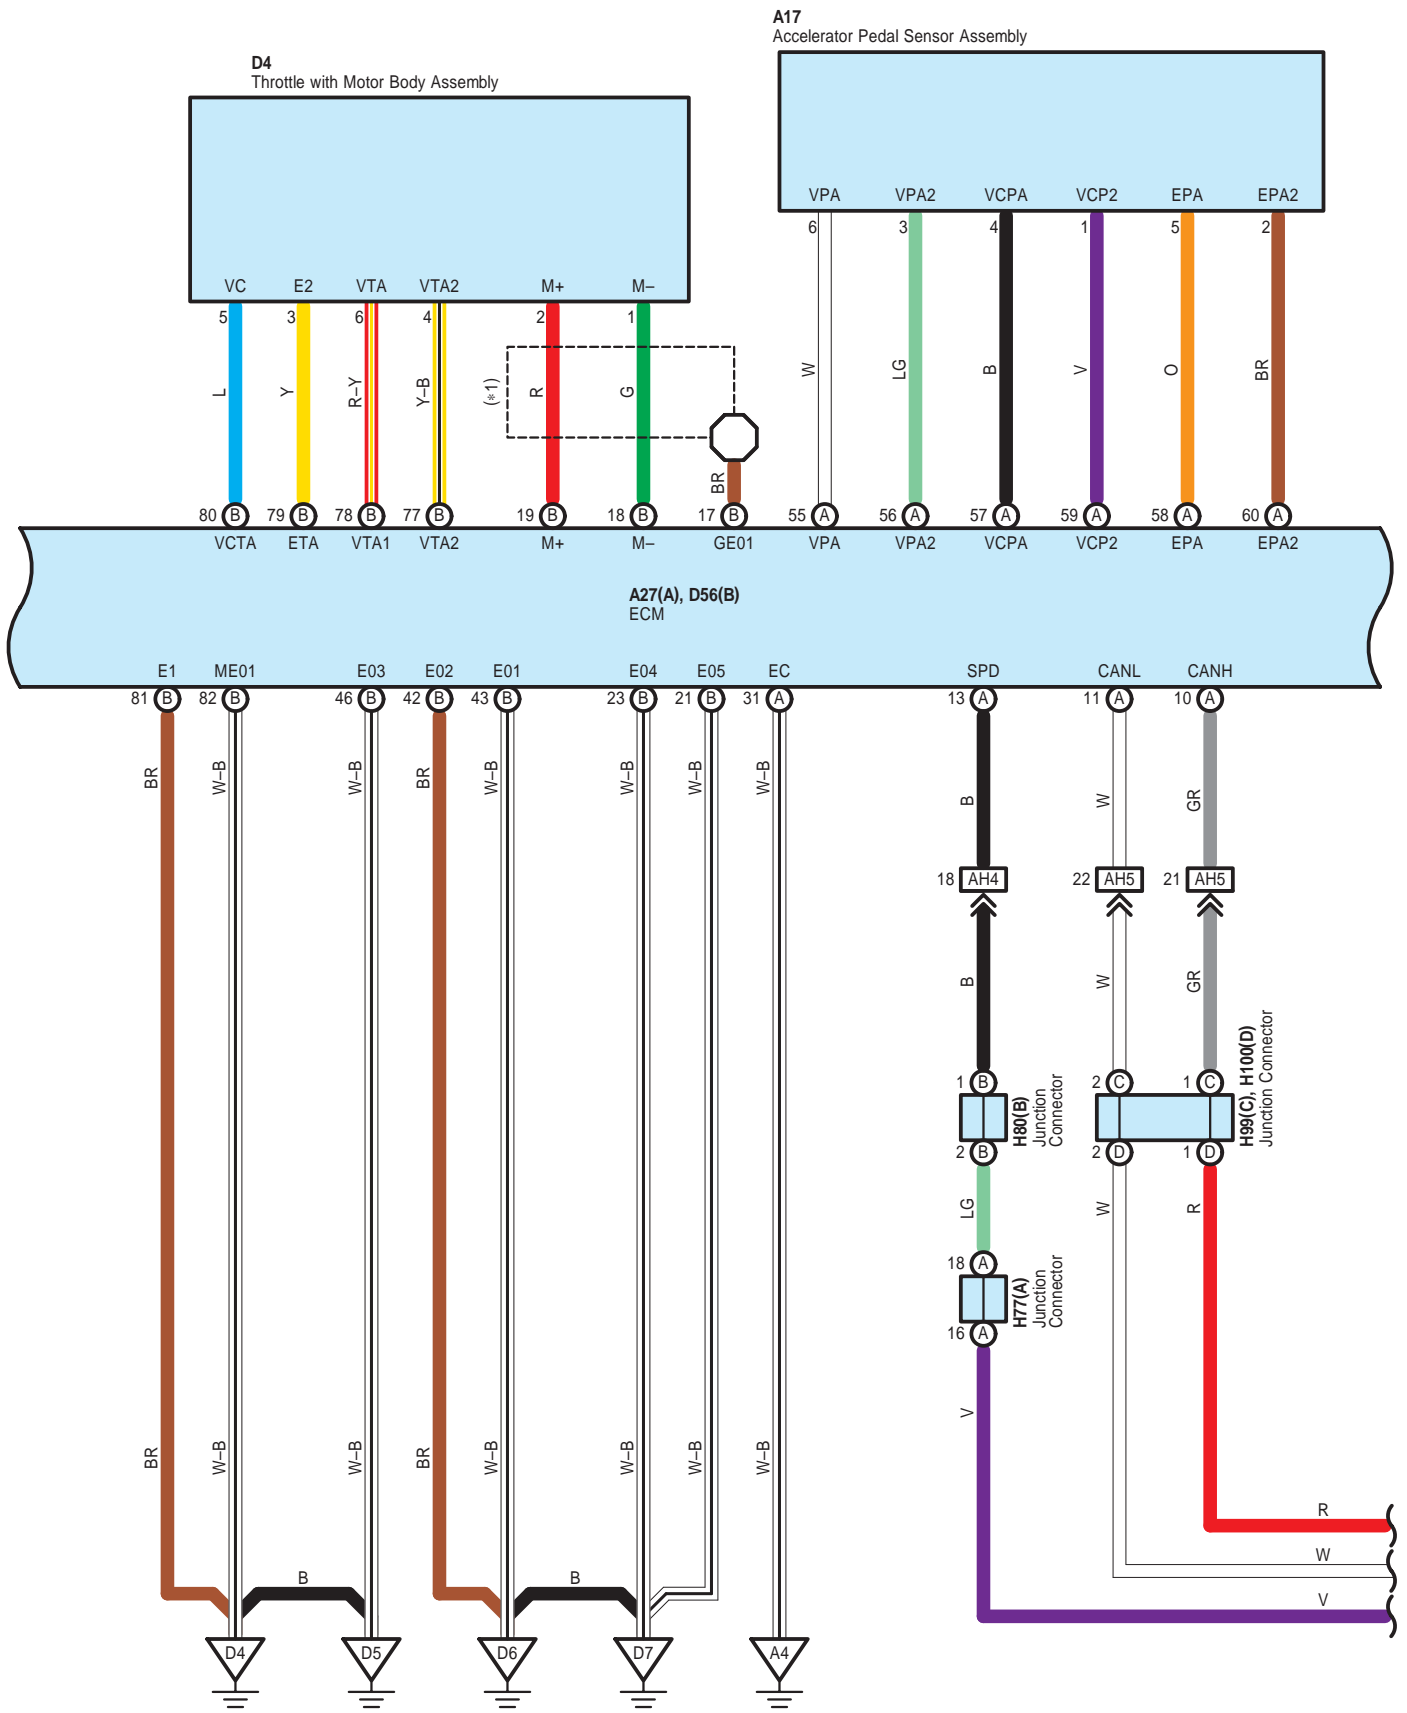 A17
Accelerator Pedal Sensor Assembly
D4
Throttle with Motor Body Assembly
VPA VPA2 VCPA VCP2 EPA EPA2
6 3 4 1 5 2
VC E2 VTA VTA2 M+ M–
5 3 6 4 2 1
L Y R–Y Y–B (*1) R G BR W LG B V O BR
80 B 79 B 78 B 77 B 19 B 18 B 17 B 55 A 56 A 57 A 59 A 58 A 60 A
VCTA ETA VTA1 VTA2 M+ M– GE01 VPA VPA2 VCPA VCP2 EPA EPA2
A27(A), D56(B)
ECM
E1 ME01 E03 E02 E01 E04 E05 EC SPD CANL CANH
81 B 82 B 46 B 42 B 43 B 23 B 21 B 31 A 13 A 11 A 10 A
BR W–B W–B BR W–B W–B W–B W–B B W GR
18 AH4 22 AH5 21 AH5
B W GR
1 B 2 C 1 C
H80(B)
Junction
Connector
H99(C), H100(D)
Junction Connector
2 B 2 D 1 D
LG W R
18 A
H77(A)
Junction
Connector
16 A
V
BR W–B W–B BR W–B W–B W–B W–B
R
W
V
B B
D4 D5 D6 D7 A4